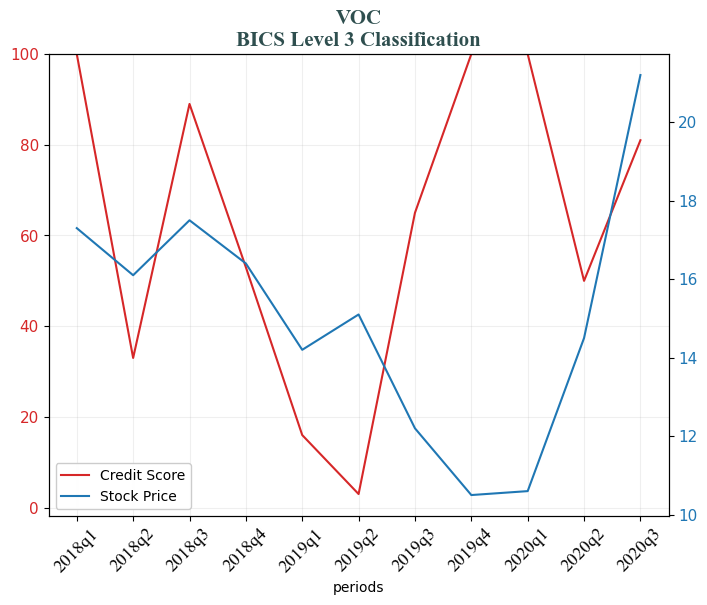 VOC
BICS Level 3 Classification
100
80
60
40
20
0
20
18
16
14
12
10
Credit Score
Stock Price
2018q1
2018q2
2018q3
2018q4
2019q1
2019q2
2019q3
2019q4
2020q1
2020q2
2020q3
periods